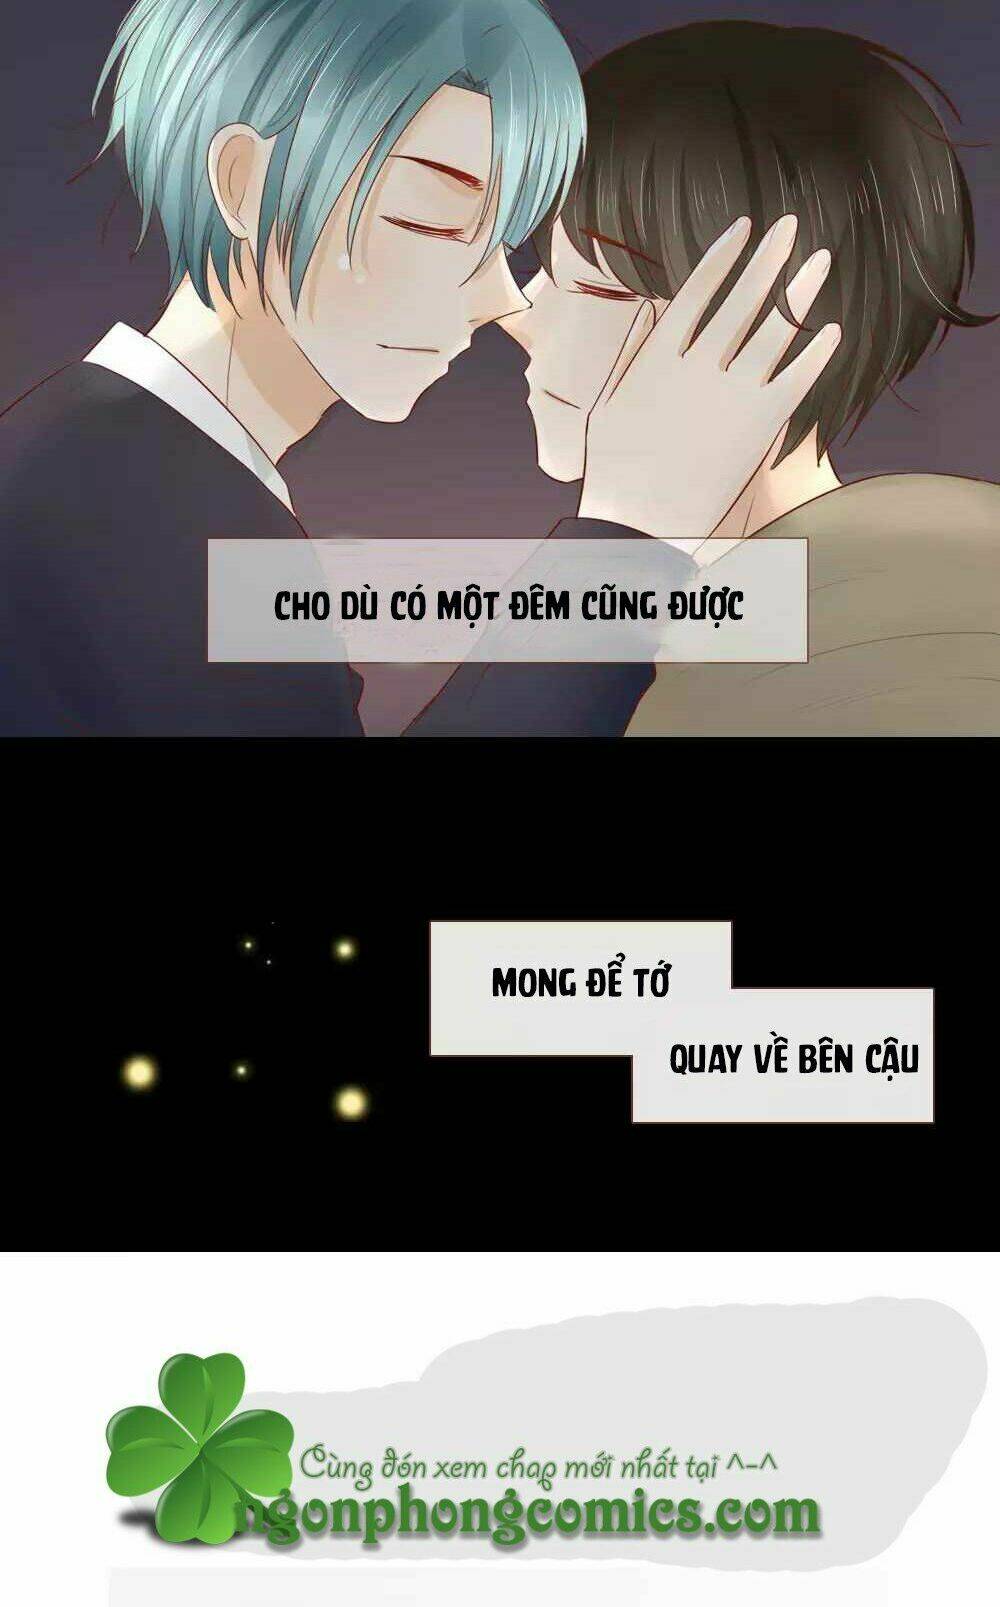 CHO DÙ CÓ MỘT ĐÊM CŨNG ĐƯỢC
MONG ĐỂ TỚ
QUAY VỀ BÊN CẬU
Cùng đón xem chap mới nhất tại ^-^
ngonphongcomics.com